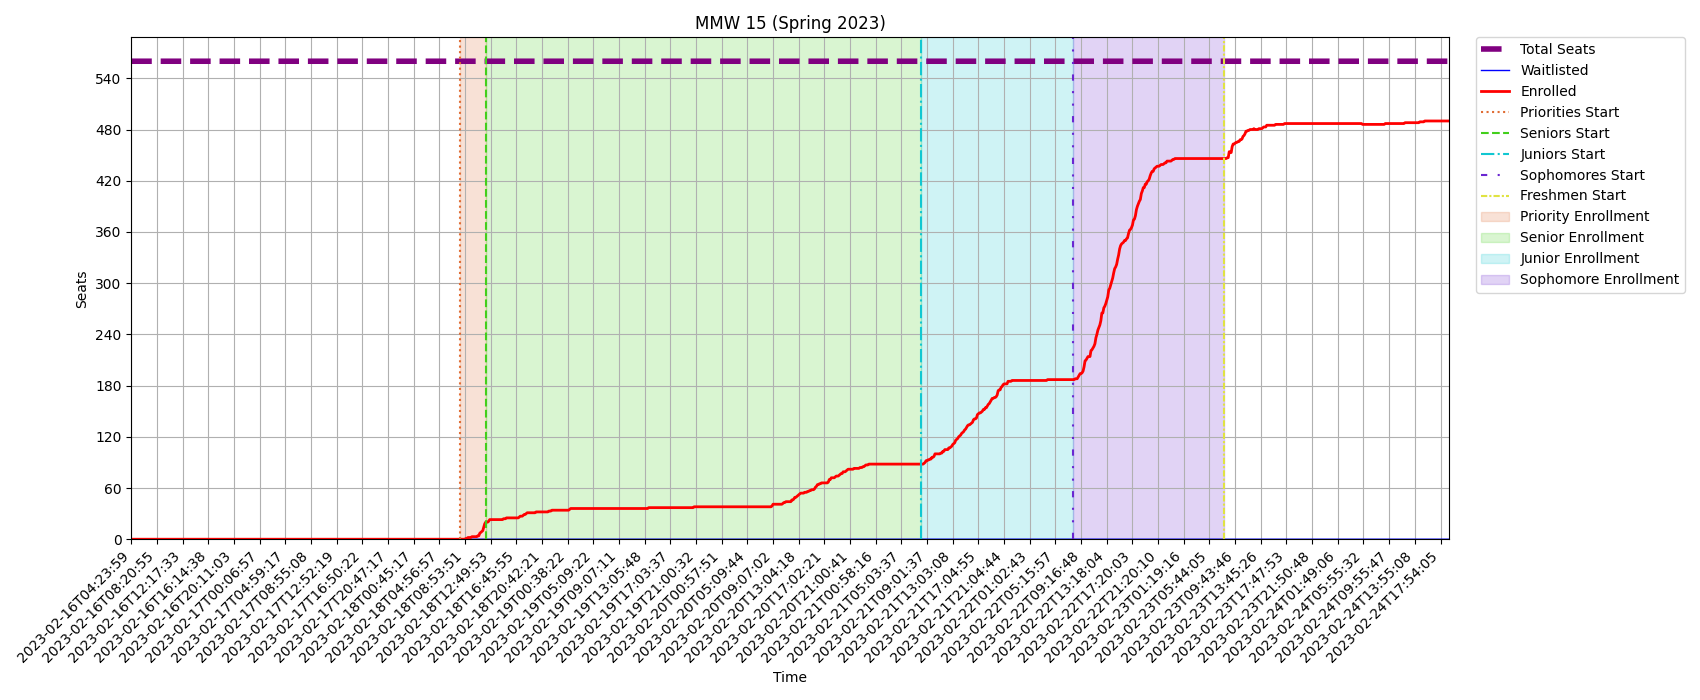 MMW 15 (Spring 2023)
Total Seats
Waitlisted
Enrolled
Priorities Start
Seniors Start
Juniors Start
Sophomores Start
Freshmen Start
Priority Enrollment
Senior Enrollment
Junior Enrollment
Sophomore Enrollment
Seats
540
480
420
360
300
240
180
120
60
0
2023-02-16T04:23:59
2023-02-16T08:20:55
2023-02-16T12:17:33
2023-02-16T16:14:38
2023-02-16T20:11:03
2023-02-17T00:06:57
2023-02-17T04:59:17
2023-02-17T08:55:08
2023-02-17T12:52:19
2023-02-17T16:50:22
2023-02-17T20:47:17
2023-02-18T00:45:17
2023-02-18T04:56:57
2023-02-18T08:53:51
2023-02-18T12:49:53
2023-02-18T16:45:55
2023-02-18T20:42:21
2023-02-19T00:38:22
2023-02-19T05:09:22
2023-02-19T09:07:11
2023-02-19T13:05:48
2023-02-19T17:03:37
2023-02-19T21:00:32
2023-02-20T00:57:51
2023-02-20T05:09:44
2023-02-20T09:07:02
2023-02-20T13:04:18
2023-02-20T17:02:21
2023-02-20T21:00:41
2023-02-21T00:58:16
2023-02-21T05:03:37
2023-02-21T09:01:37
2023-02-21T13:03:08
2023-02-21T17:04:55
2023-02-21T21:04:44
2023-02-22T01:02:43
2023-02-22T05:15:57
2023-02-22T09:16:48
2023-02-22T13:18:04
2023-02-22T17:20:03
2023-02-22T21:20:10
2023-02-23T01:19:16
2023-02-23T05:44:05
2023-02-23T09:43:46
2023-02-23T13:45:26
2023-02-23T17:47:53
2023-02-23T21:50:48
2023-02-24T01:49:06
2023-02-24T05:55:32
2023-02-24T09:55:47
2023-02-24T13:55:08
2023-02-24T17:54:05
Time